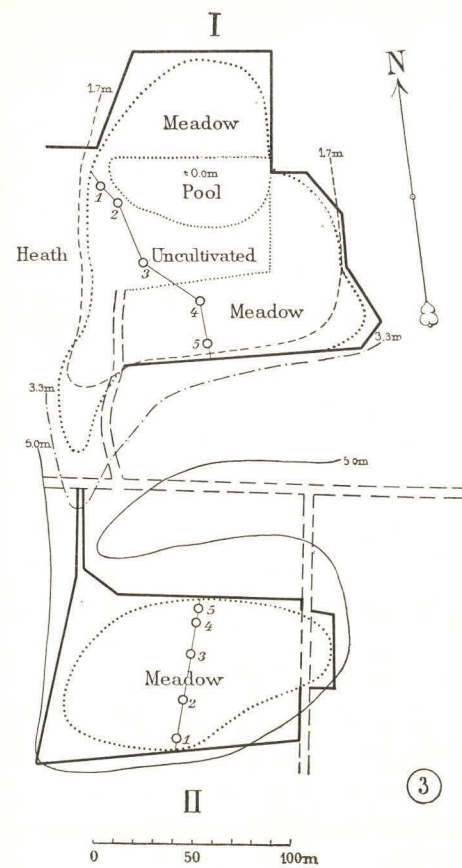 I
N
1.7m
Meadow
1.7m
±0.0m
Pool
1
2
Heath
Uncultivated
3
4
Meadow
5
3.3m
3.3m
5.0m
5.0m
5
4
3
Meadow
2
1
II
3
0 50 100m